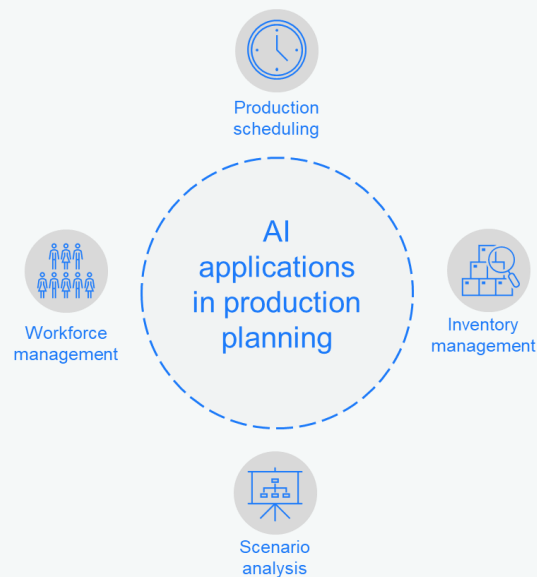 Production
scheduling
AI
applications
in production
planning
Workforce
management
Inventory
management
Scenario
analysis